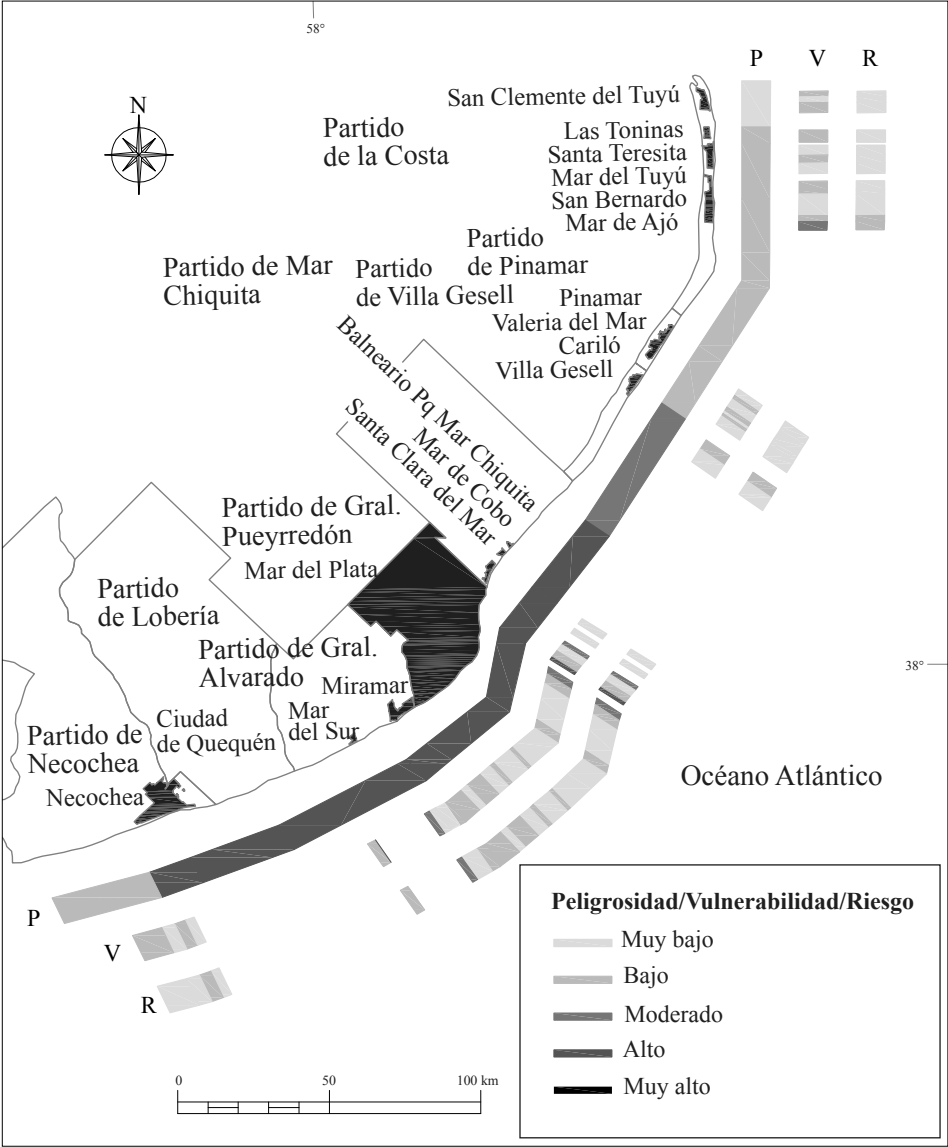 58°
P
V
R
San Clemente del Tuyú
N
Partido
de la Costa
Las Toninas
Santa Teresita
Mar del Tuyú
San Bernardo
Mar de Ajó
Partido
de Pinamar
Partido de Mar
Chiquita
Partido
de Villa Gesell
Pinamar
Valeria del Mar
Cariló
Villa Gesell
Balneario Pq Mar Chiquita
Mar de Cobo
Santa Clara del Mar
Partido de Gral.
Pueyrredón
Mar del Plata
Partido
de Lobería
Partido de Gral.
Alvarado
Miramar
38°
Mar
del Sur
Ciudad
de Quequén
Partido de
Necochea
Necochea
Océano Atlántico
P
V
R
Peligrosidad/Vulnerabilidad/Riesgo
Muy bajo
Bajo
Moderado
Alto
Muy alto
0
50
100 km